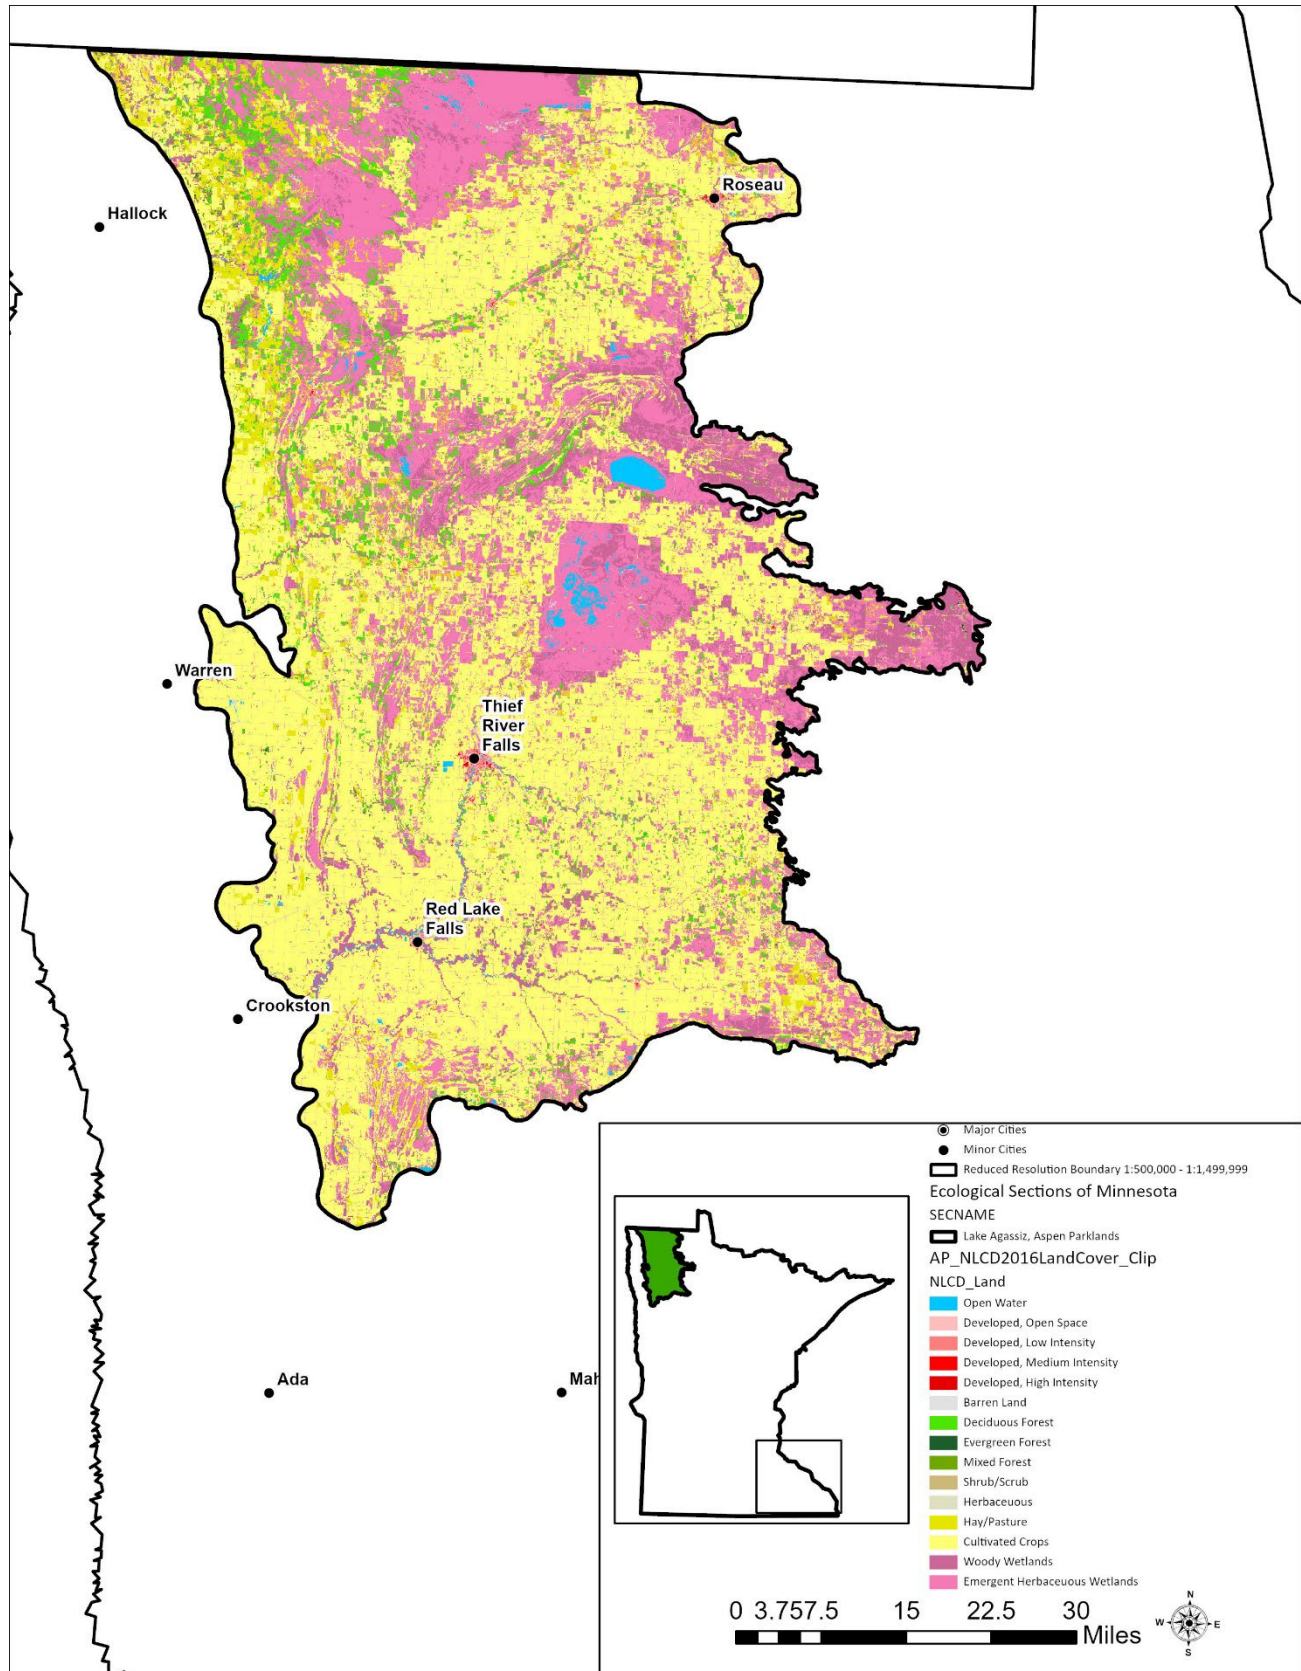 Roseau
Hallock
Warren
Thief
River
Falls
Red Lake
Falls
Crookston
Ada
Mah
Major Cities
Minor Cities
Reduced Resolution Boundary 1:500,000 - 1:1,499,999
Ecological Sections of Minnesota
SECNAME
Lake Agassiz, Aspen Parklands
AP_NLCD2016LandCover_Clip
NLCD_Land
Open Water
Developed, Open Space
Developed, Low Intensity
Developed, Medium Intensity
Developed, High Intensity
Barren Land
Deciduous Forest
Evergreen Forest
Mixed Forest
Shrub/Scrub
Herbaceuous
Hay/Pasture
Cultivated Crops
Woody Wetlands
Emergent Herbaceuous Wetlands
0 3.75 7.5 15 22.5 30
Miles
N
W E
S